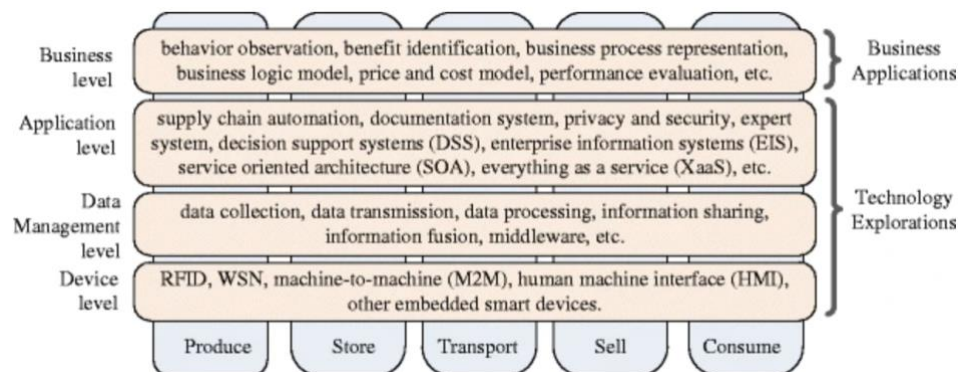 Business
level
behavior observation, benefit identification, business process representation,
business logic model, price and cost model, performance evaluation, etc.
Business
Applications
Application
level
supply chain automation, documentation system, privacy and security, expert
system, decision support systems (DSS), enterprise information systems (EIS),
service oriented architecture (SOA), everything as a service (XaaS), etc.
Data
Management
level
data collection, data transmission, data processing, information sharing,
information fusion, middleware, etc.
Technology
Explorations
Device
level
RFID, WSN, machine-to-machine (M2M), human machine interface (HMI),
other embedded smart devices.
Produce
Store
Transport
Sell
Consume